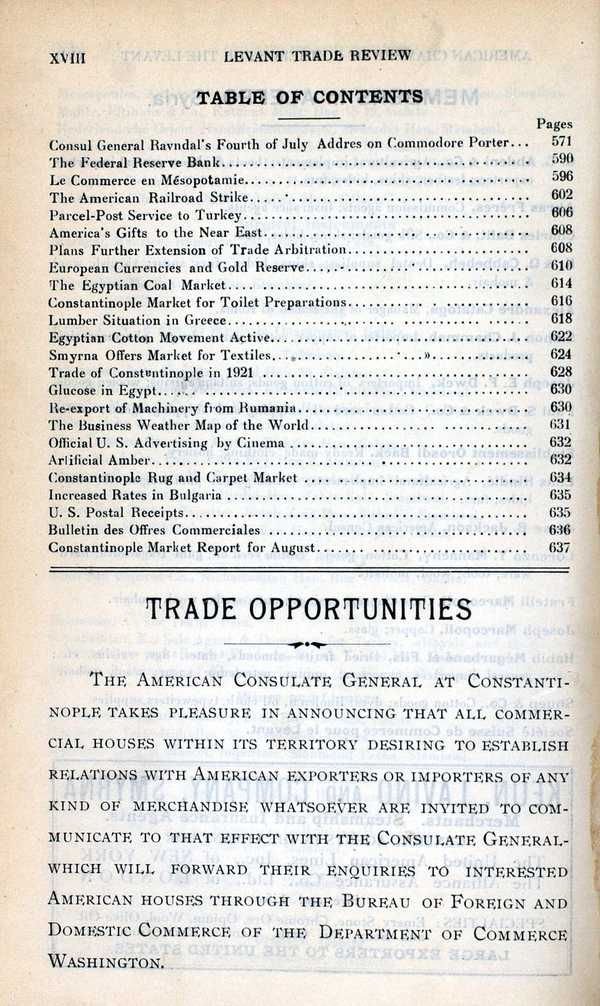 XVIII LEVANT TRADE REVIEW
TABLE OF CONTENTS
Pages
Consul General Ravndal's Fourth of July Addres on Commodore Porter... 571
The Federal Reserve Bank. 590
Le Commerce en Mésopotamie. 596
The American Railroad Strike. 602
Parcel-Post Service to Turkey. 606
America's Gifts to the Near East. 608
Plans Further Extension of Trade Arbitration. 608
European Currencies and Gold Reserve. 610
The Egyptian Coal Market. 614
Constantinople Market for Toilet Preparations. 616
Lumber Situation in Greece. 618
Egyptian Cotton Movement Active. 622
Smyrna Offers Market for Textiles. 624
Trade of Constantinople in 1921 628
Glucose in Egypt. 630
Re-export of Machinery from Rumania. 630
The Business Weather Map of the World. 631
Official U. S. Advertising by Cinema 632
Artificial Amber. 632
Constantinople Rug and Carpet Market 634
Increased Rates in Bulgaria 635
U. S. Postal Receipts. 635
Bulletin des Offres Commerciales 636
Constantinople Market Report for August. 637
TRADE OPPORTUNITIES
The American Consulate General at Constanti-
nople takes pleasure in announcing that all commer-
cial houses within its territory desiring to establish
relations with American exporters or importers of any
kind of merchandise whatsoever are invited to com-
municate to that effect with the Consulate General-
which will forward their enquiries to interested
American houses through the Bureau of Foreign and
Domestic Commerce of the Department of Commerce
Washington.